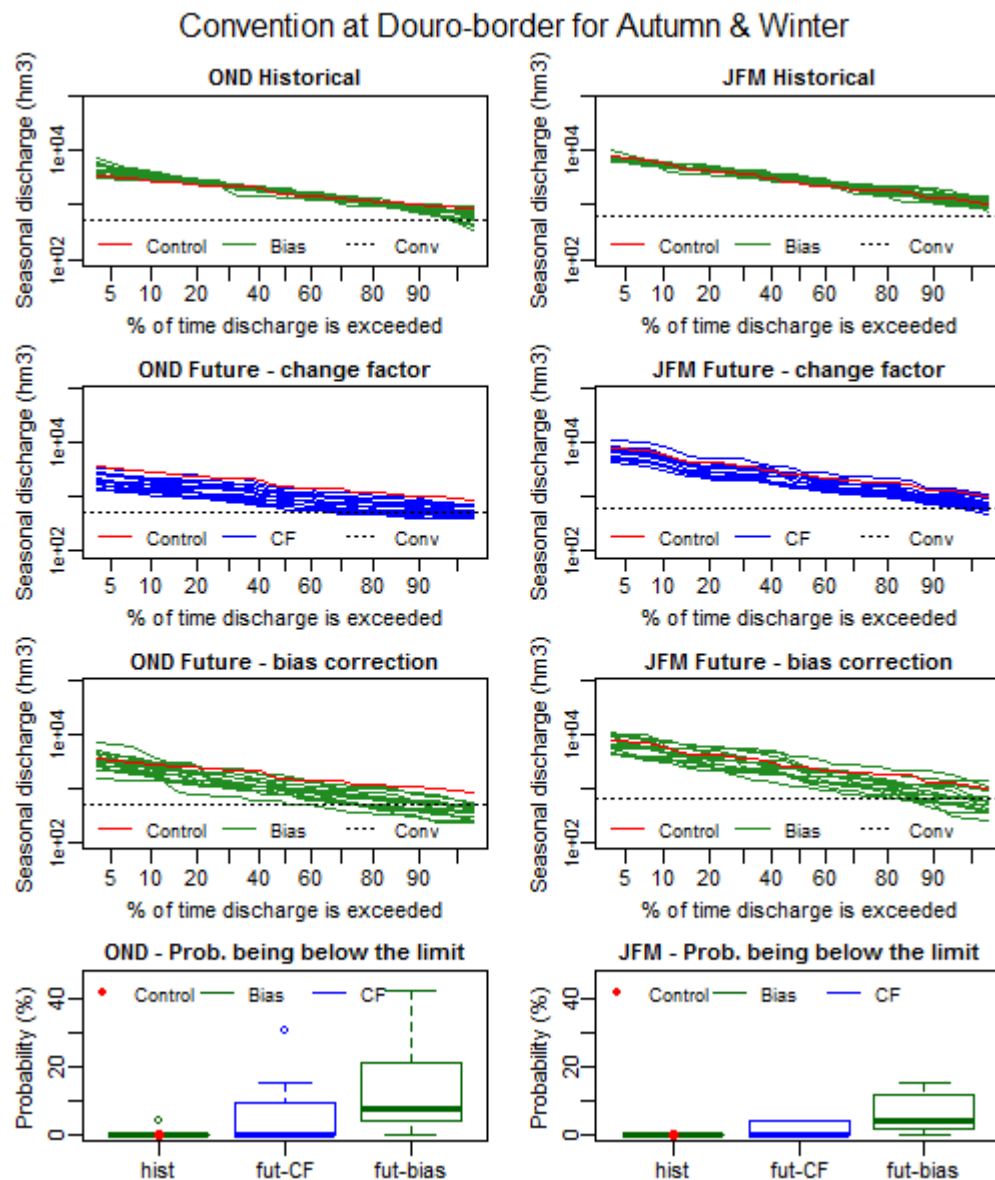 Convention at Douro-border for Autumn & Winter
OND Historical
Seasonal discharge (hm3)
1e+04
1e+02
Control Bias Conv
5 10 20 40 60 80 90
% of time discharge is exceeded
JFM Historical
Seasonal discharge (hm3)
1e+04
1e+02
Control Bias Conv
5 10 20 40 60 80 90
% of time discharge is exceeded
OND Future - change factor
Seasonal discharge (hm3)
1e+04
1e+02
Control CF Conv
5 10 20 40 60 80 90
% of time discharge is exceeded
JFM Future - change factor
Seasonal discharge (hm3)
1e+04
1e+02
Control CF Conv
5 10 20 40 60 80 90
% of time discharge is exceeded
OND Future - bias correction
Seasonal discharge (hm3)
1e+04
1e+02
Control Bias Conv
5 10 20 40 60 80 90
% of time discharge is exceeded
JFM Future - bias correction
Seasonal discharge (hm3)
1e+04
1e+02
Control Bias Conv
5 10 20 40 60 80 90
% of time discharge is exceeded
OND - Prob. being below the limit
Probability (%)
40
20
0
Control Bias CF
hist fut-CF fut-bias
JFM - Prob. being below the limit
Probability (%)
40
20
0
Control Bias CF
hist fut-CF fut-bias